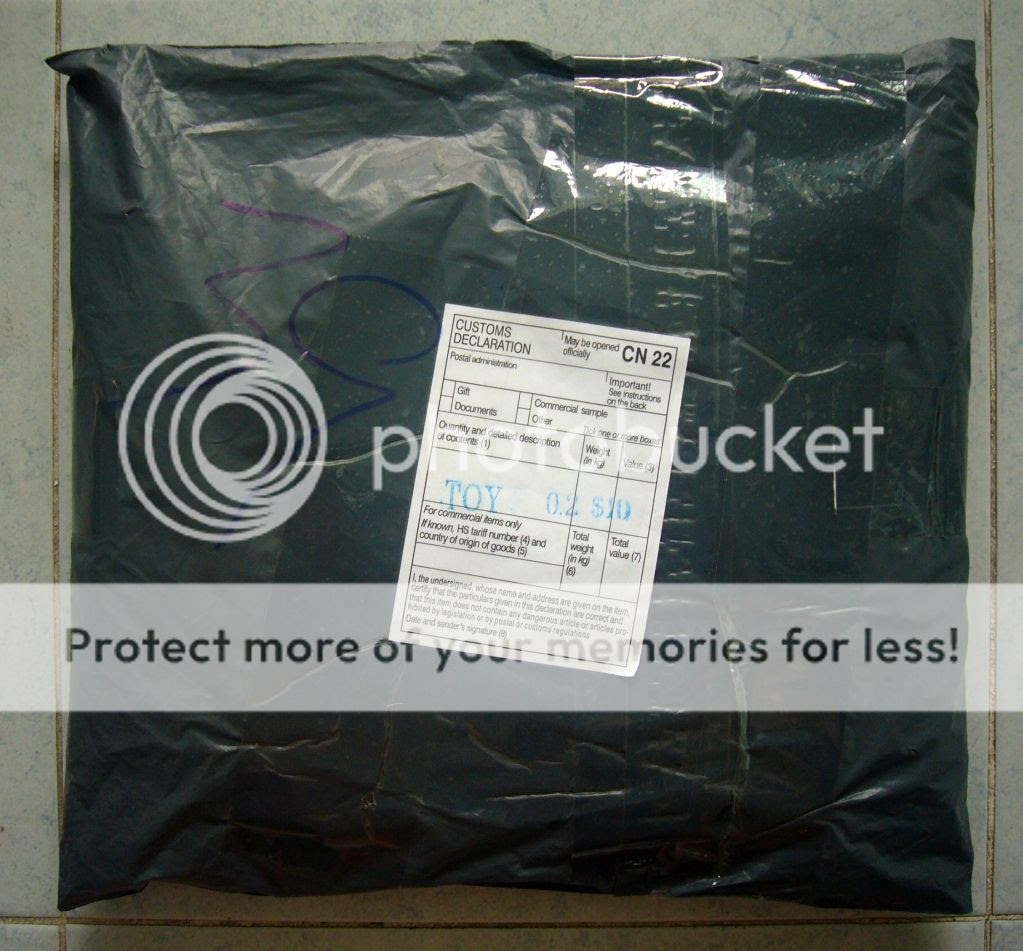 CUSTOMS
DECLARATION
May be opened
officially
CN 22
Postal administration
Important!
See instructions
on the back
Gift
Documents
Commercial sample
Other
Tick one or more boxes
Quantity and detailed description
of contents (1)
Weight
(in kg)
Value (3)
TOY 0.2 $10
For commercial items only
If known, HS tariff number (4) and
country of origin of goods (5)
Total
weight
(in kg)
(6)
Total
value (7)
I, the undersigned, whose name and address are given on the item,
certify that the particulars given in this declaration are correct and
that this item does not contain any dangerous article or articles pro-
hibited by legislation or by postal or customs regulations
Date and sender's signature (8)
photobucket
Protect more of your memories for less!